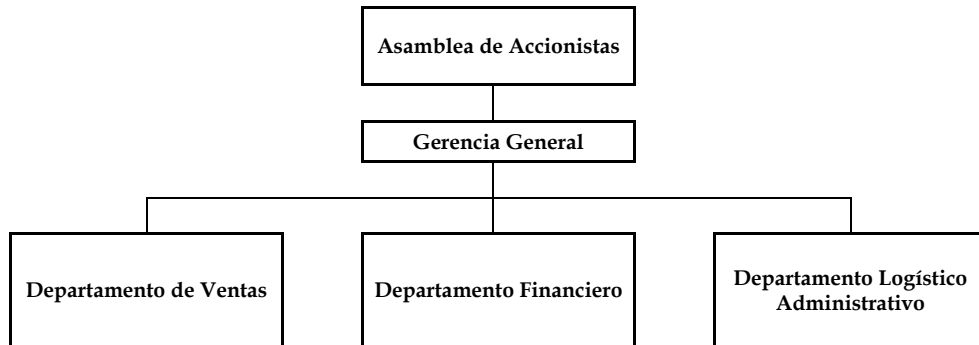 Asamblea de Accionistas
Gerencia General
Departamento de Ventas
Departamento Financiero
Departamento Logístico
Administrativo